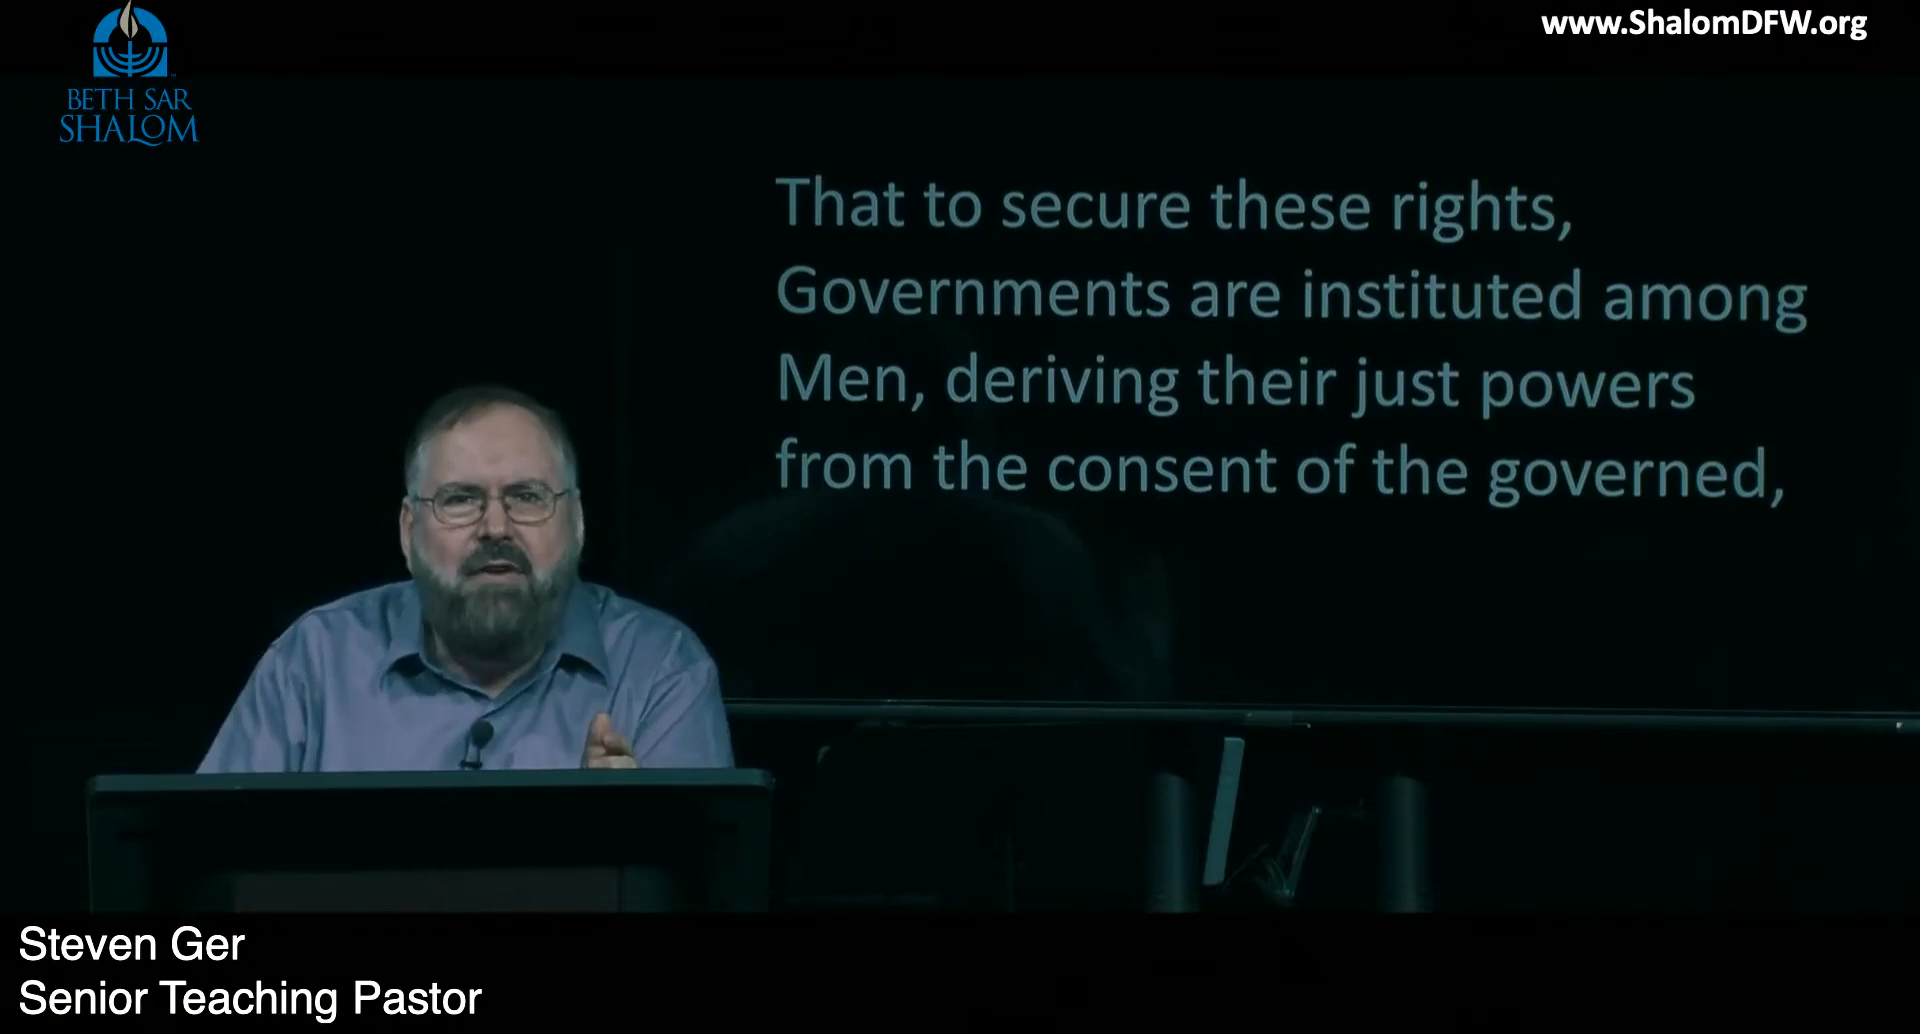 BETH SAR
SHALOM
www.ShalomDFW.org
That to secure these rights,
Governments are instituted among
Men, deriving their just powers
from the consent of the governed,
Steven Ger
Senior Teaching Pastor